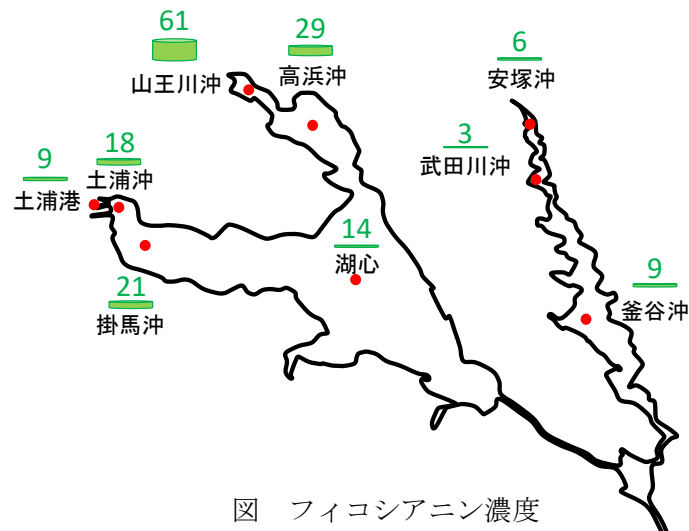 61
山王川沖
29
高浜沖
6
安塚沖
3
武田川沖
9
土浦港
18
土浦沖
14
湖心
21
掛馬沖
9
釜谷沖
図 フィコシアニン濃度